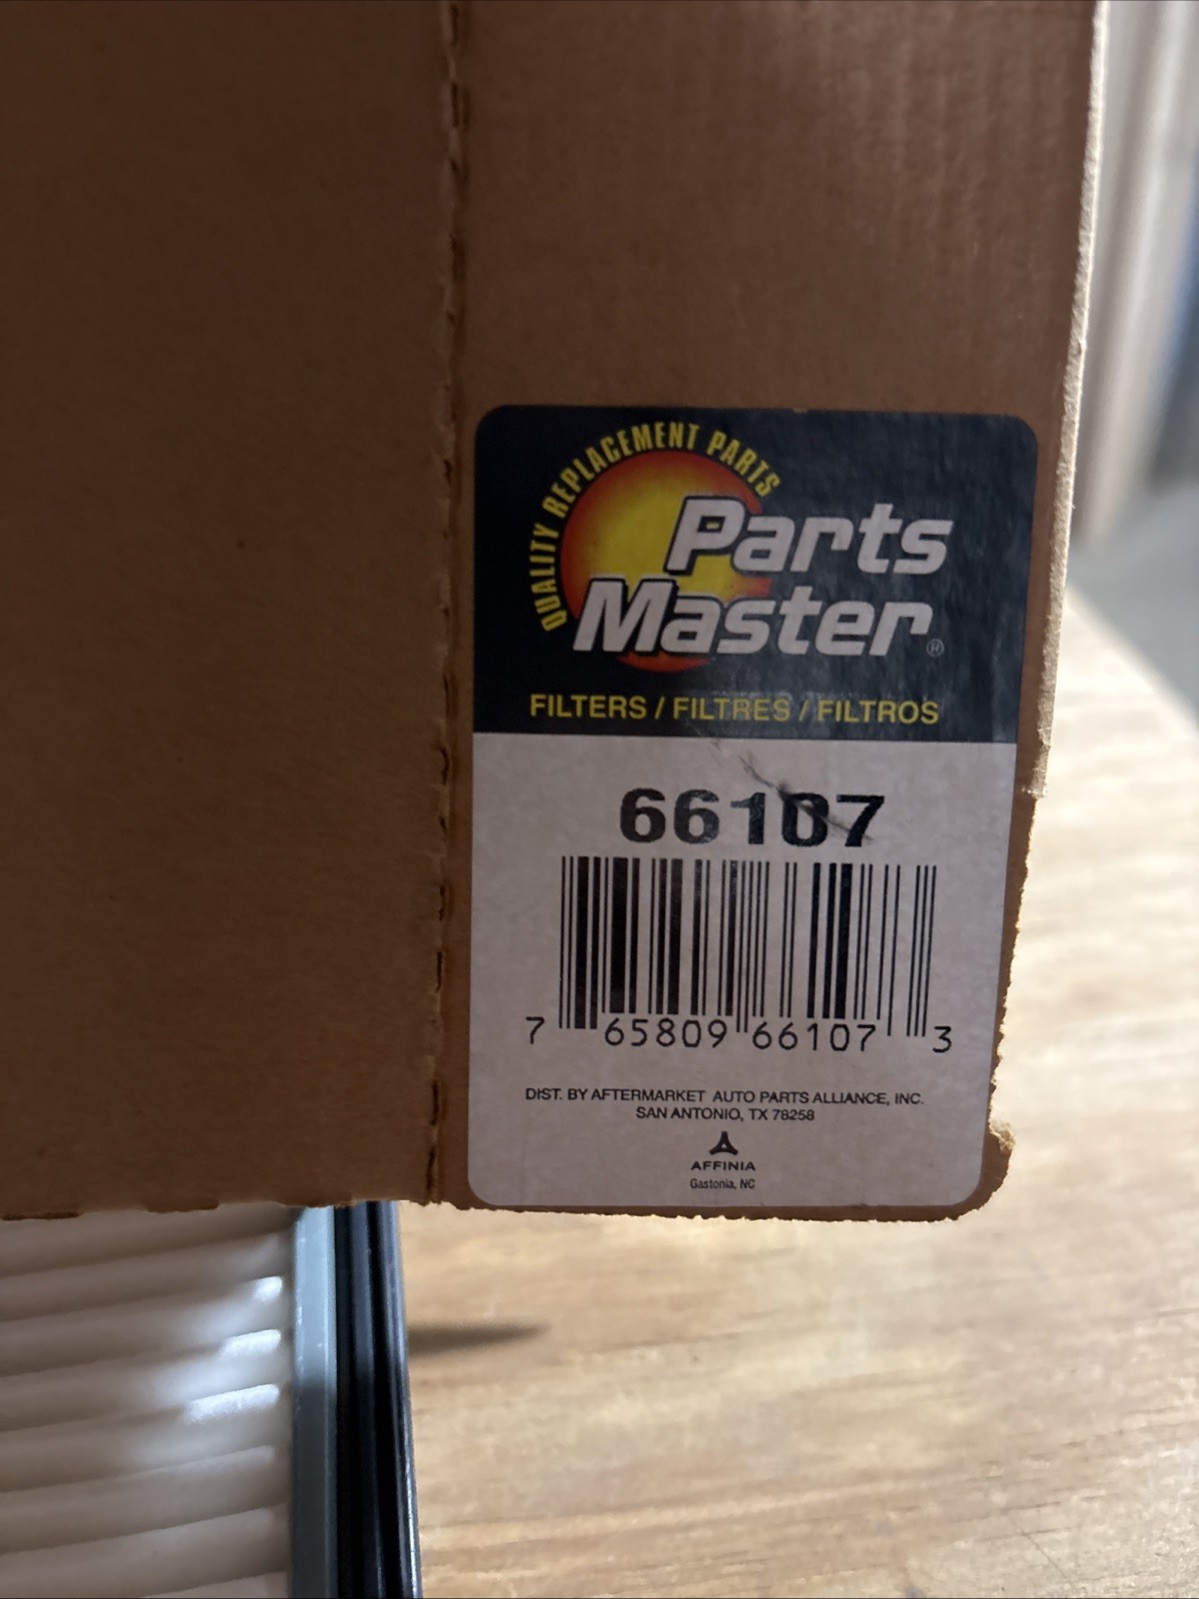 QUALITY REPLACEMENT PARTS
Parts
Master®
FILTERS / FILTRES / FILTROS
66107
7 65809 66107 3
DIST. BY AFTERMARKET AUTO PARTS ALLIANCE, INC.
SAN ANTONIO, TX 78258
AFFINIA
Gastonia, NC